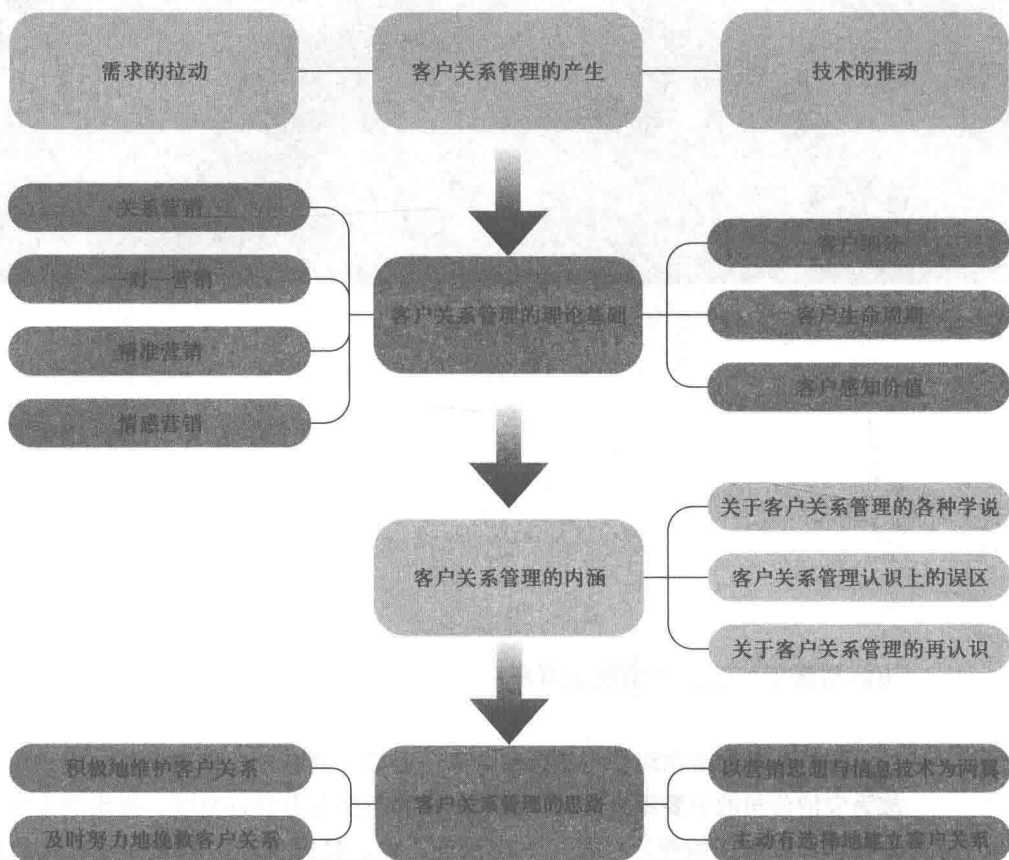 需求的拉动
客户关系管理的产生
技术的推动
关系营销
一对一营销
精准营销
情感营销
客户关系管理的理论基础
客户细分
客户生命周期
客户感知价值
客户关系管理的内涵
关于客户关系管理的各种学说
客户关系管理认识上的误区
关于客户关系管理的再认识
积极地维护客户关系
及时努力地挽救客户关系
客户关系管理的思路
以营销思想与信息技术为两翼
主动有选择地建立客户关系